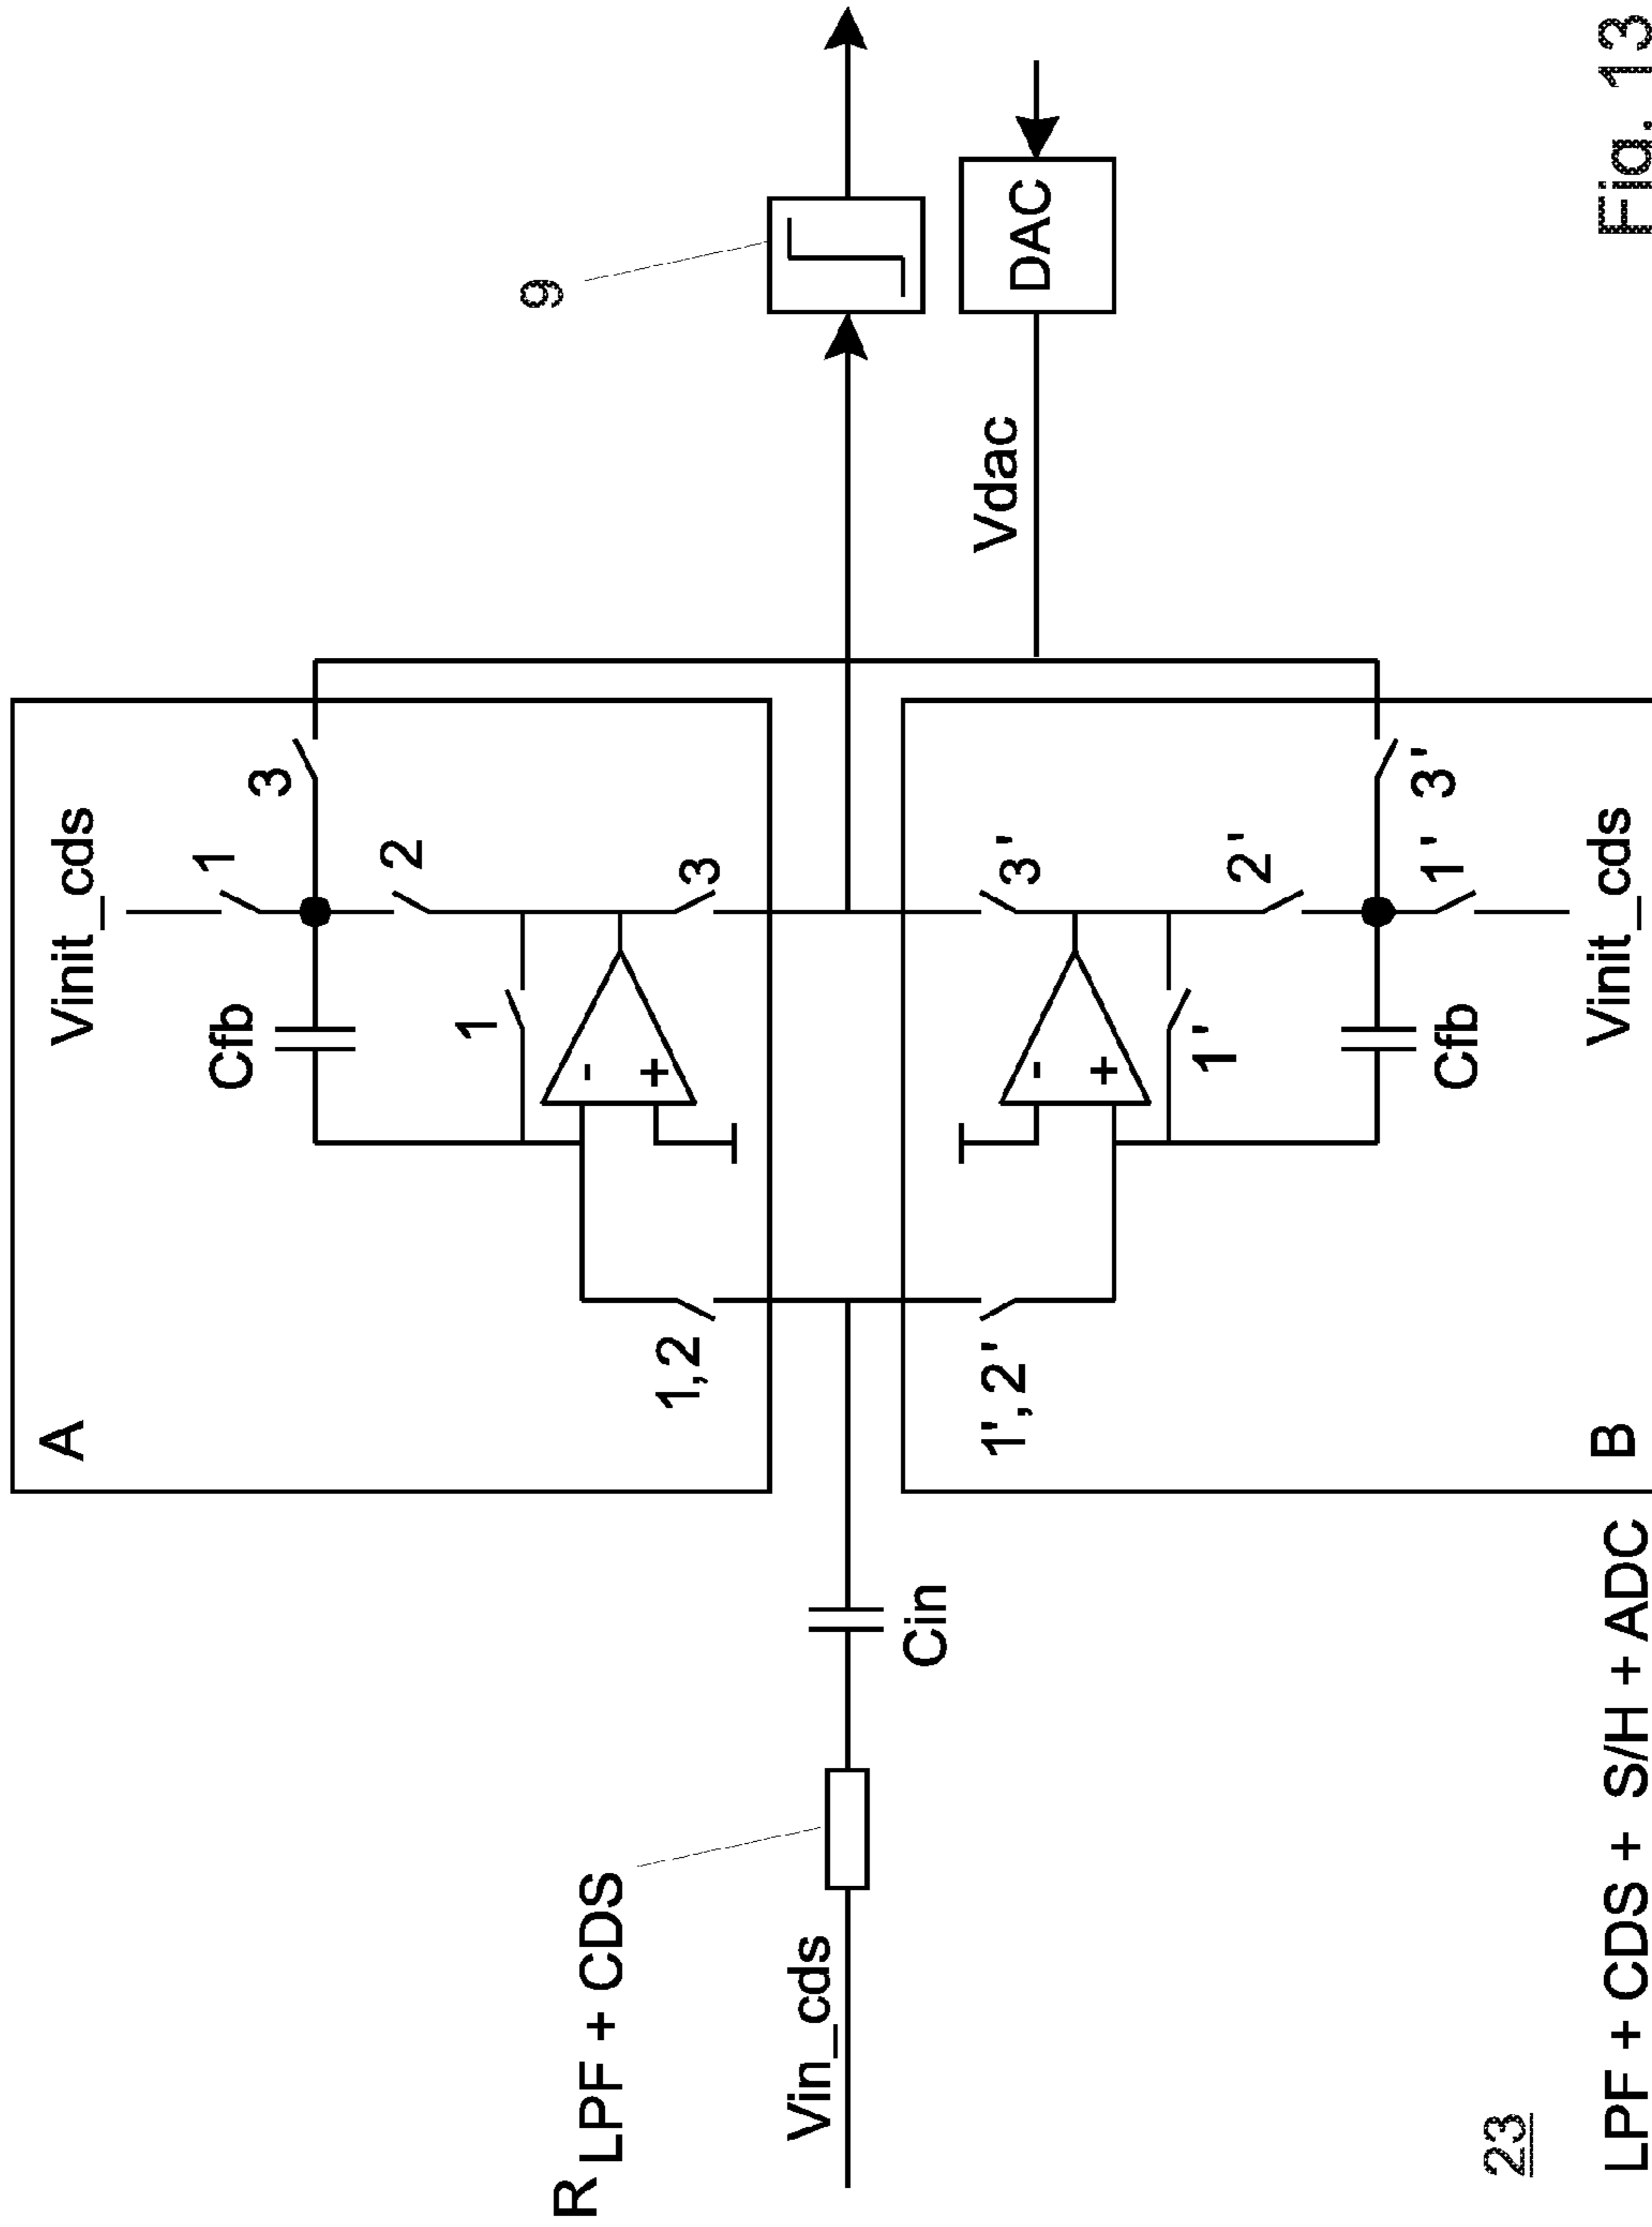 A
Vinit_cds
1
3
Cfb
2
1
-
+
3
1,2
9
R LPF + CDS
Vin_cds
Cin
Vdac
DAC
1',2'
3'
-
+
2'
1'
3'
1'
Cfb
Vinit_cds
B
23
LPF + CDS + S/H + ADC
Fig. 13